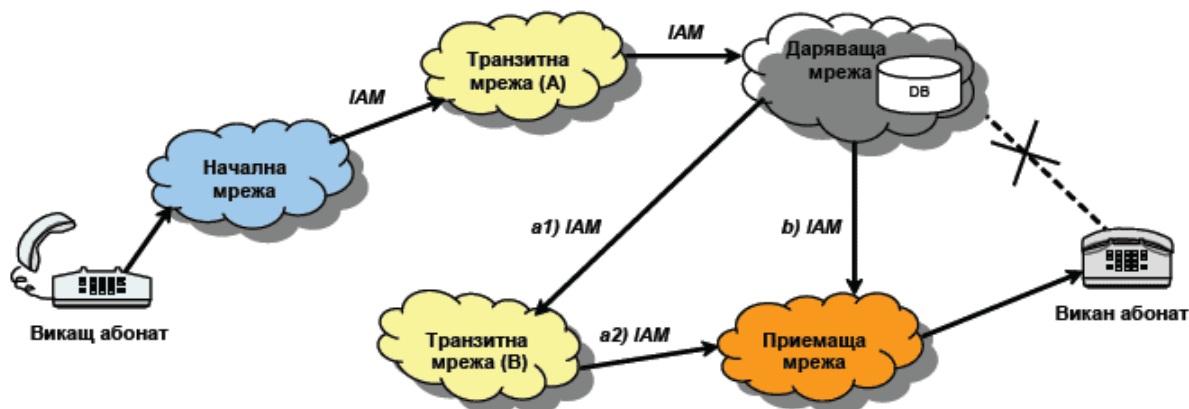 IAM
Транзитна
мрежа (A)
IAM
Даряваща
мрежа
DB
Начална
мрежа
Викащ абонат
a1) IAM
b) IAM
Транзитна
мрежа (B)
a2) IAM
Приемаща
мрежа
Викан абонат